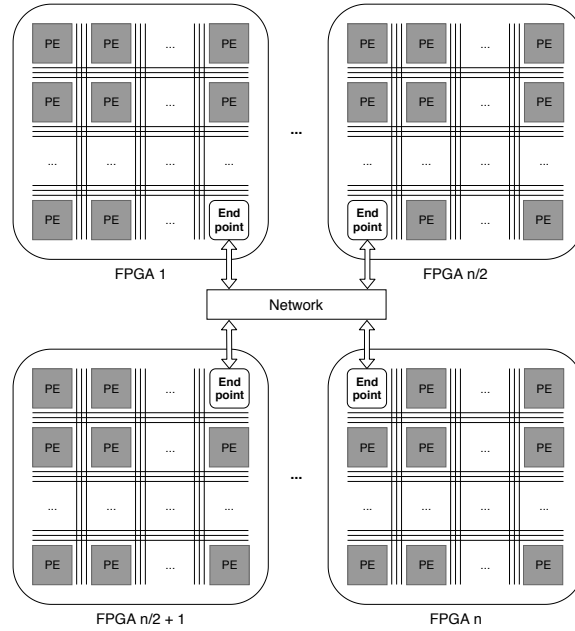 PE PE ... PE
PE PE ... PE
... ... ... ...
PE PE ... End
point
FPGA 1
...
PE PE ... PE
PE PE ... PE
... ... ... ...
End PE ... PE
point
FPGA n/2
Network
PE PE ... End
point
PE PE ... PE
... ... ... ...
PE PE ... PE
FPGA n/2 + 1
...
End PE ... PE
point
PE PE ... PE
... ... ... ...
PE PE ... PE
FPGA n